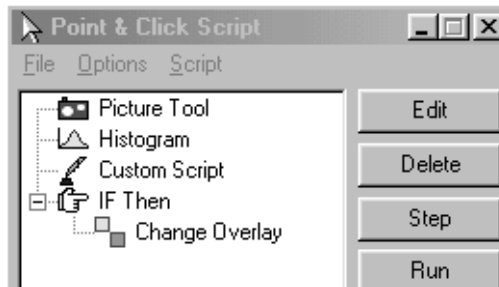 Point & Click Script
File Options Script
Picture Tool
Histogram
Custom Script
IF Then
Change Overlay
Edit
Delete
Step
Run